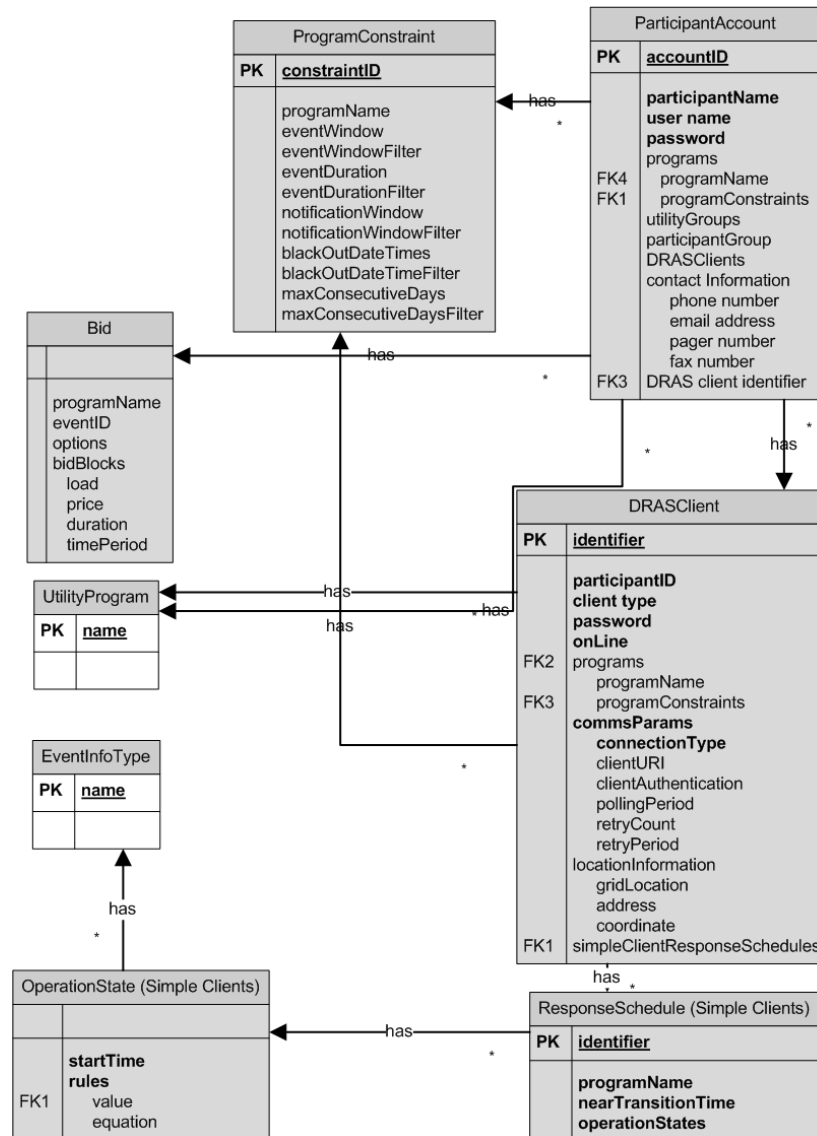 ProgramConstraint
PK constraintID
programName
eventWindow
eventWindowFilter
eventDuration
eventDurationFilter
notificationWindow
notificationWindowFilter
blackOutDateTimes
blackOutDateTimeFilter
maxConsecutiveDays
maxConsecutiveDaysFilter
has
*
ParticipantAccount
PK accountID
participantName
user name
password
programs
FK4 programName
FK1 programConstraints
utilityGroups
participantGroup
DRASClients
contact Information
phone number
email address
pager number
fax number
FK3 DRAS client identifier
Bid
programName
eventID
options
bidBlocks
load
price
duration
timePeriod
has
*
*
has
*
DRASClient
PK identifier
participantID
client type
password
onLine
FK2 programs
programName
FK3 programConstraints
commsParams
connectionType
clientURI
clientAuthentication
pollingPeriod
retryCount
retryPeriod
locationInformation
gridLocation
address
coordinate
FK1 simpleClientResponseSchedules
UtilityProgram
PK name
has
* has
has
*
EventInfoType
PK name
has
*
OperationState (Simple Clients)
startTime
rules
FK1 value
equation
has
*
has
*
ResponseSchedule (Simple Clients)
PK identifier
programName
nearTransitionTime
operationStates